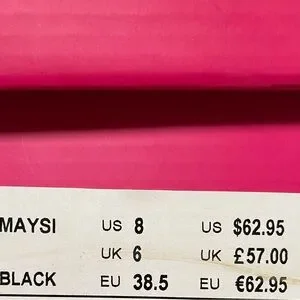 MAYSI US 8 US $62.95
UK 6 UK £57.00
BLACK EU 38.5 EU €62.95